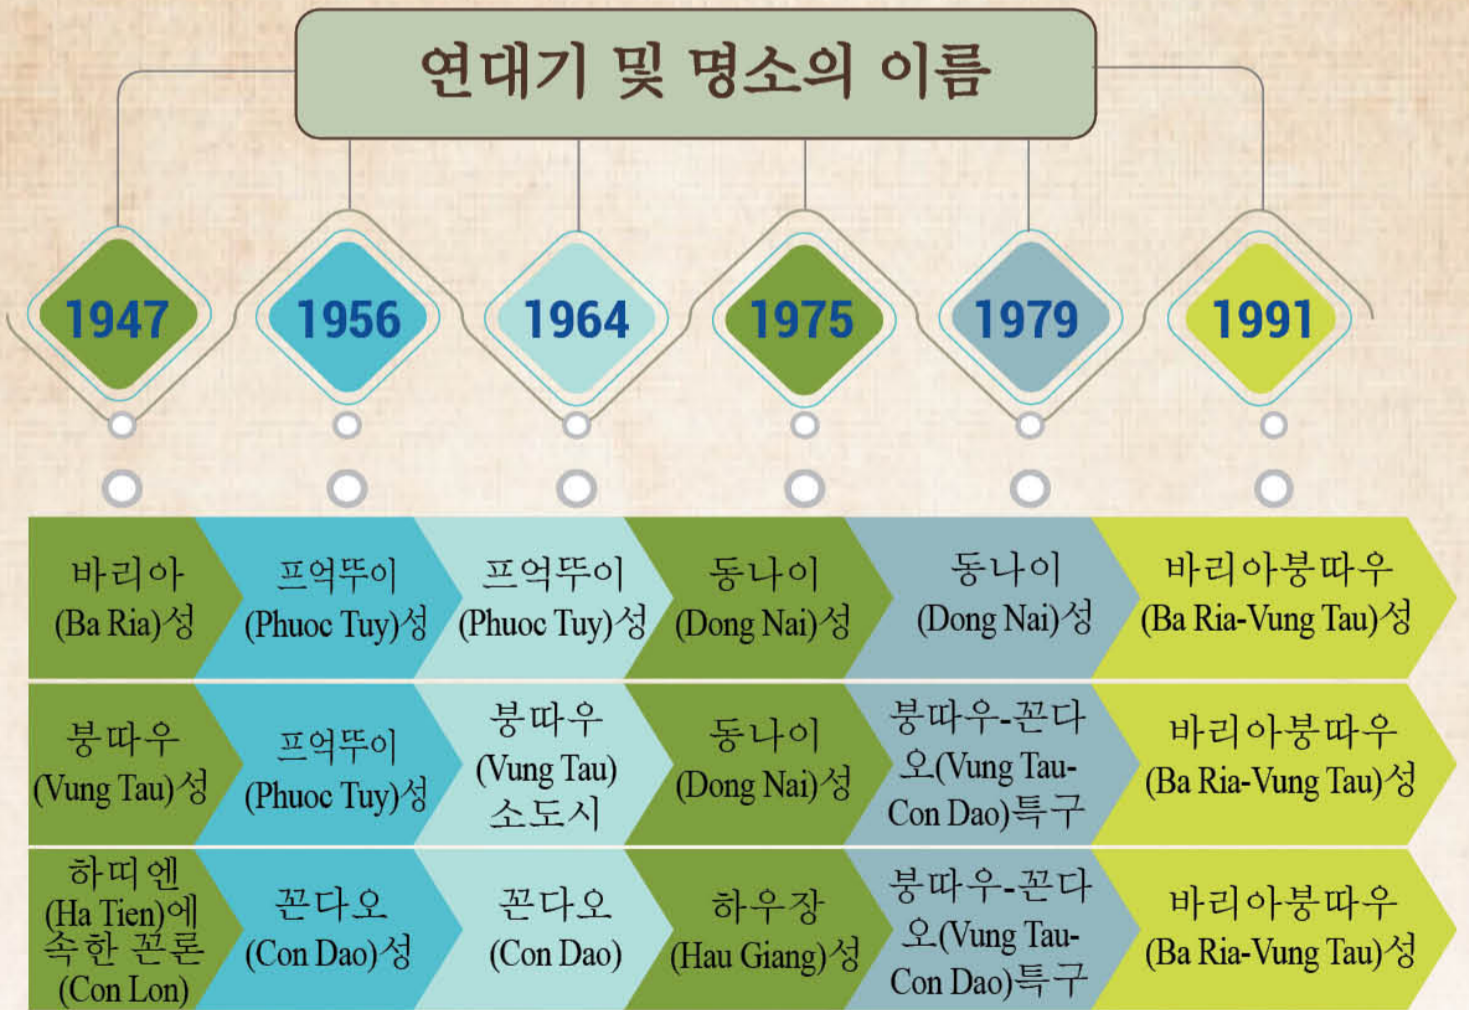 연대기 및 명소의 이름
1947
1956
1964
1975
1979
1991
바리아
(Ba Ria)성
프억뚜이
(Phuoc Tuy)성
프억뚜이
(Phuoc Tuy)성
동나이
(Dong Nai)성
동나이
(Dong Nai)성
바리아붕따우
(Ba Ria-Vung Tau)성
붕따우
(Vung Tau)성
프억뚜이
(Phuoc Tuy)성
붕따우
(Vung Tau)
소도시
동나이
(Dong Nai)성
붕따우-꼰다
오(Vung Tau-
Con Dao)특구
바리아붕따우
(Ba Ria-Vung Tau)성
하띠엔
(Ha Tien)에
속한 꼰론
(Con Lon)
꼰다오
(Con Dao)성
꼰다오
(Con Dao)
하우장
(Hau Giang)성
붕따우-꼰다
오(Vung Tau-
Con Dao)특구
바리아붕따우
(Ba Ria-Vung Tau)성